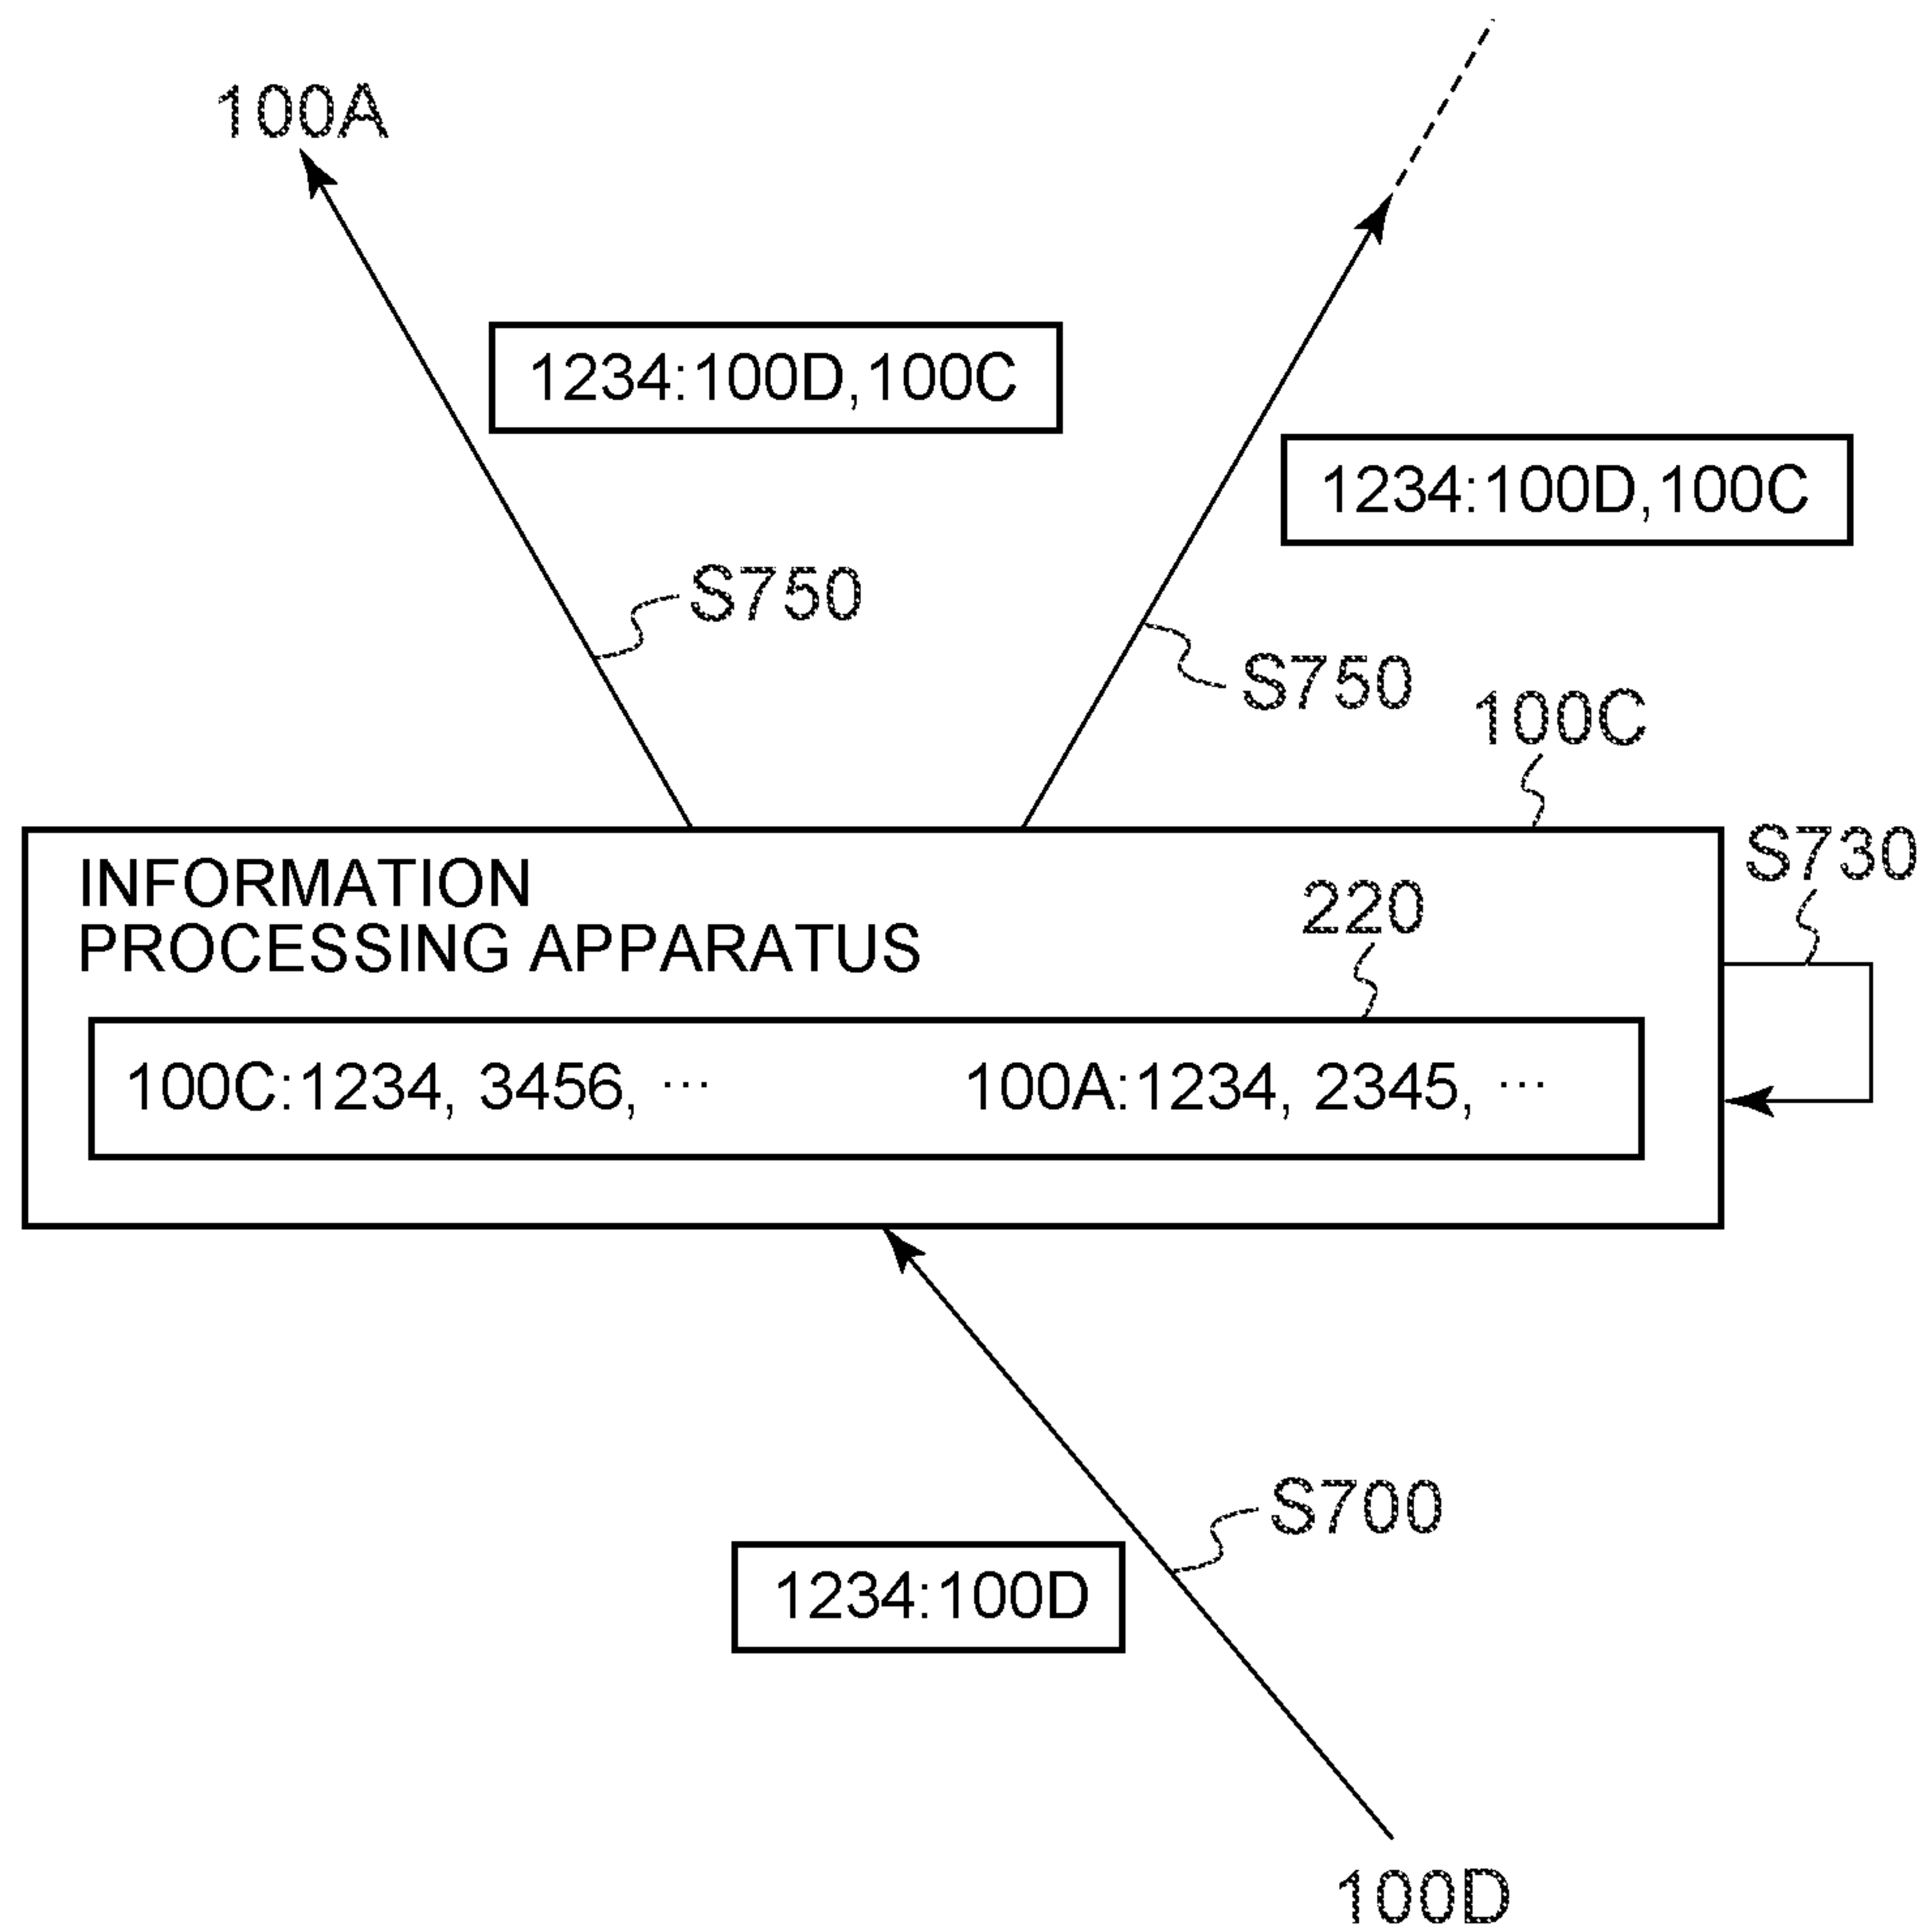 100A
1234:100D,100C
1234:100D,100C
S750
S750
100C
S730
INFORMATION
PROCESSING APPARATUS
220
100C:1234, 3456, ···
100A:1234, 2345, ···
S700
1234:100D
100D